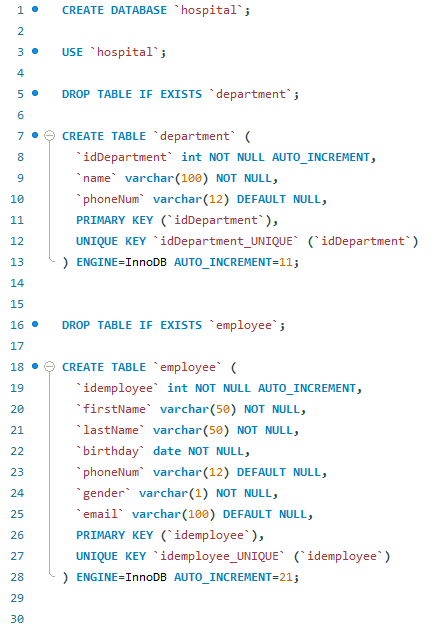 1 CREATE DATABASE `hospital`;
2
3 USE `hospital`;
4
5 DROP TABLE IF EXISTS `department`;
6
7 CREATE TABLE `department` (
8 `idDepartment` int NOT NULL AUTO_INCREMENT,
9 `name` varchar(100) NOT NULL,
10 `phoneNum` varchar(12) DEFAULT NULL,
11 PRIMARY KEY (`idDepartment`),
12 UNIQUE KEY `idDepartment_UNIQUE` (`idDepartment`)
13 ) ENGINE=InnoDB AUTO_INCREMENT=11;
14
15
16 DROP TABLE IF EXISTS `employee`;
17
18 CREATE TABLE `employee` (
19 `idemployee` int NOT NULL AUTO_INCREMENT,
20 `firstName` varchar(50) NOT NULL,
21 `lastName` varchar(50) NOT NULL,
22 `birthday` date NOT NULL,
23 `phoneNum` varchar(12) DEFAULT NULL,
24 `gender` varchar(1) NOT NULL,
25 `email` varchar(100) DEFAULT NULL,
26 PRIMARY KEY (`idemployee`),
27 UNIQUE KEY `idemployee_UNIQUE` (`idemployee`)
28 ) ENGINE=InnoDB AUTO_INCREMENT=21;
29
30